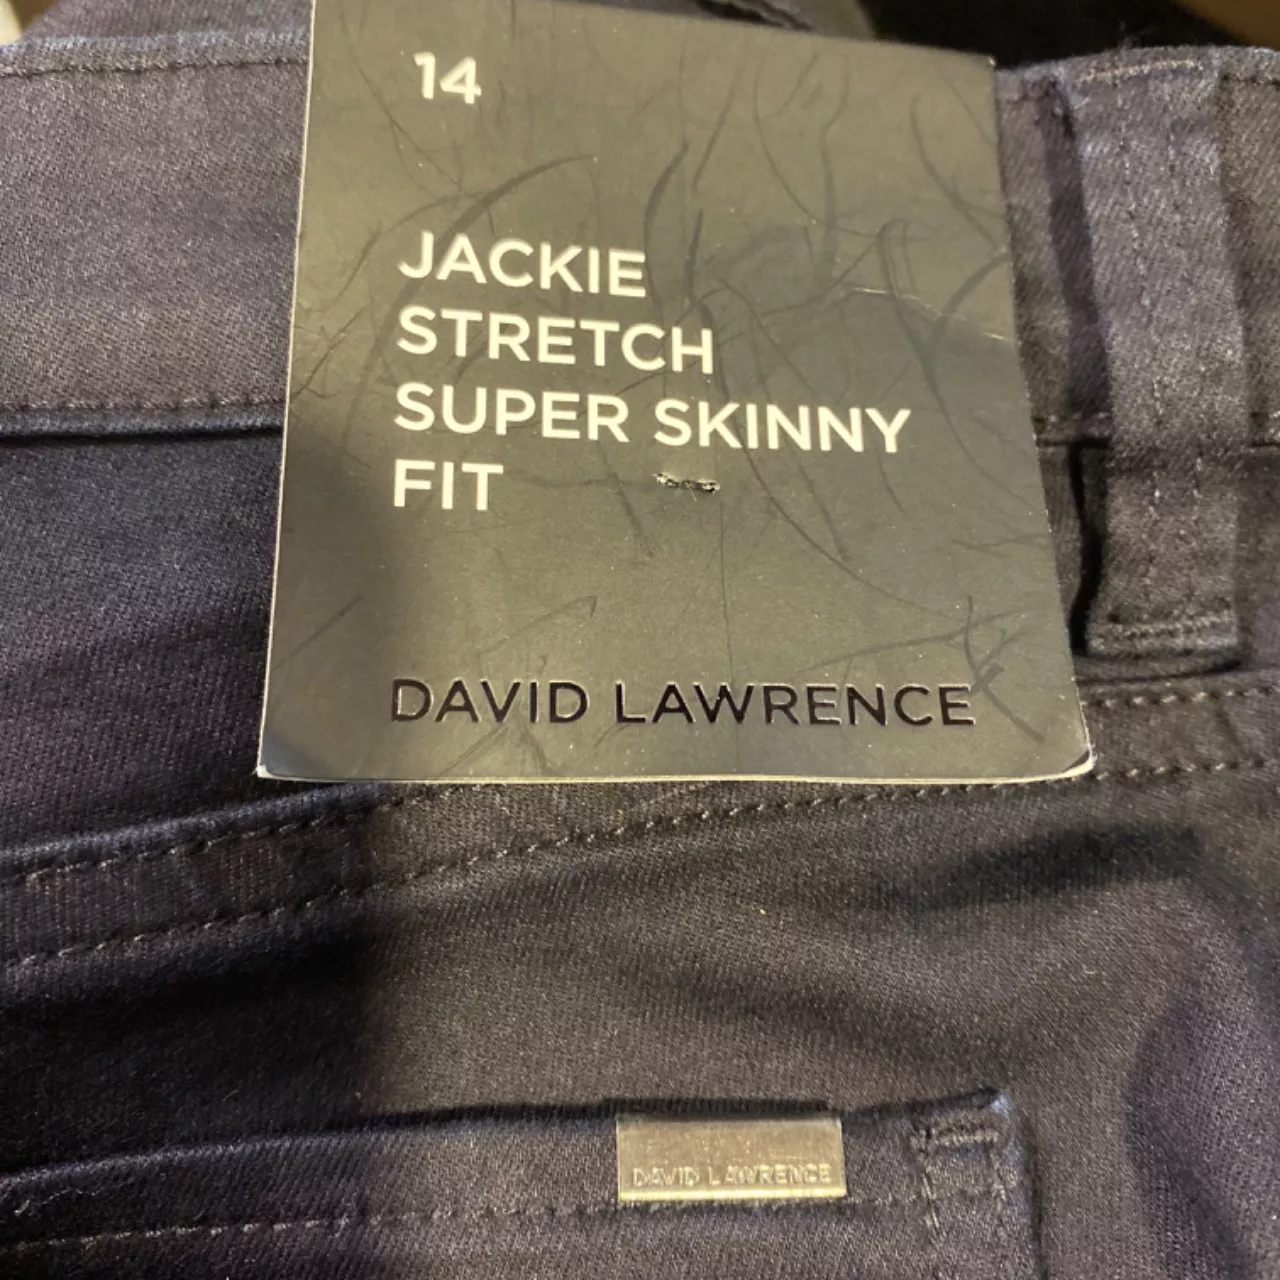 14
JACKIE
STRETCH
SUPER SKINNY
FIT
DAVID LAWRENCE
DAVID LAWRENCE